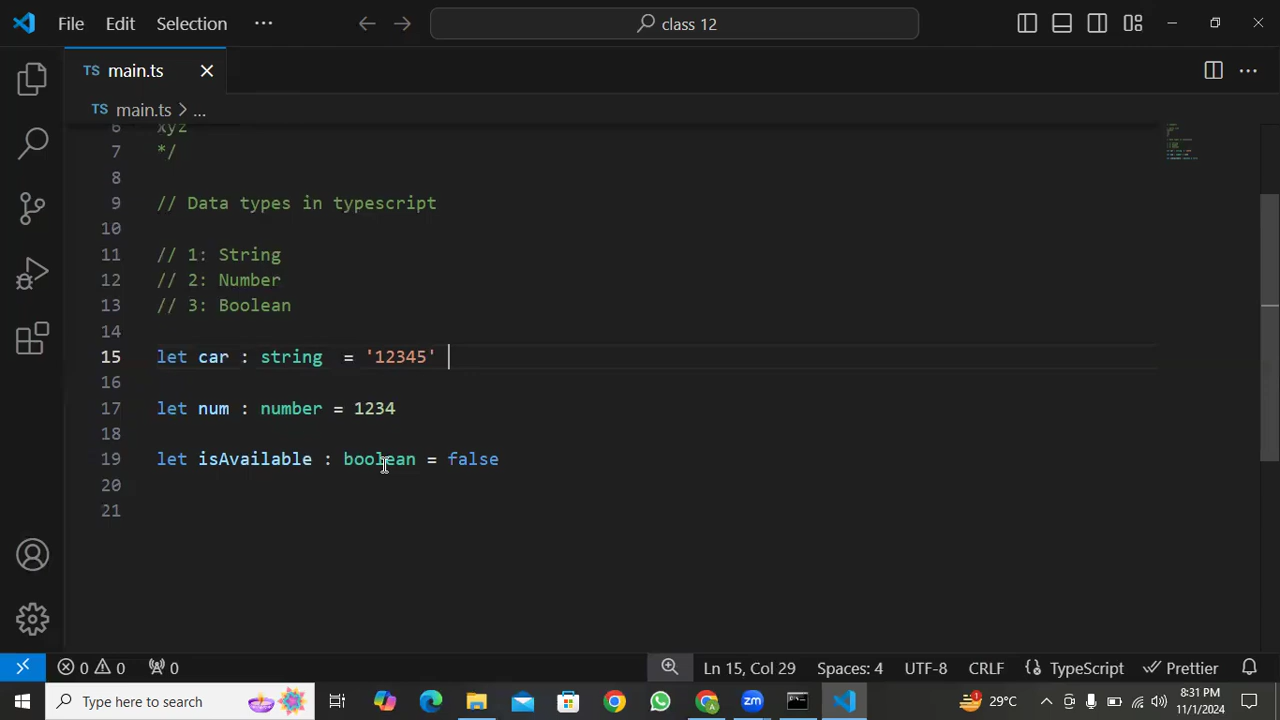 File Edit Selection ··· class 12
TS main.ts
TS main.ts > ...
6 xyz
7 */
8
9 // Data types in typescript
10
11 // 1: String
12 // 2: Number
13 // 3: Boolean
14
15 let car : string  = '12345'
16
17 let num : number = 1234
18
19 let isAvailable : boolean = false
20
21
0 0 0 Ln 15, Col 29 Spaces: 4 UTF-8 CRLF TypeScript Prettier
Type here to search zm 1 29°C 8:31 PM
11/1/2024